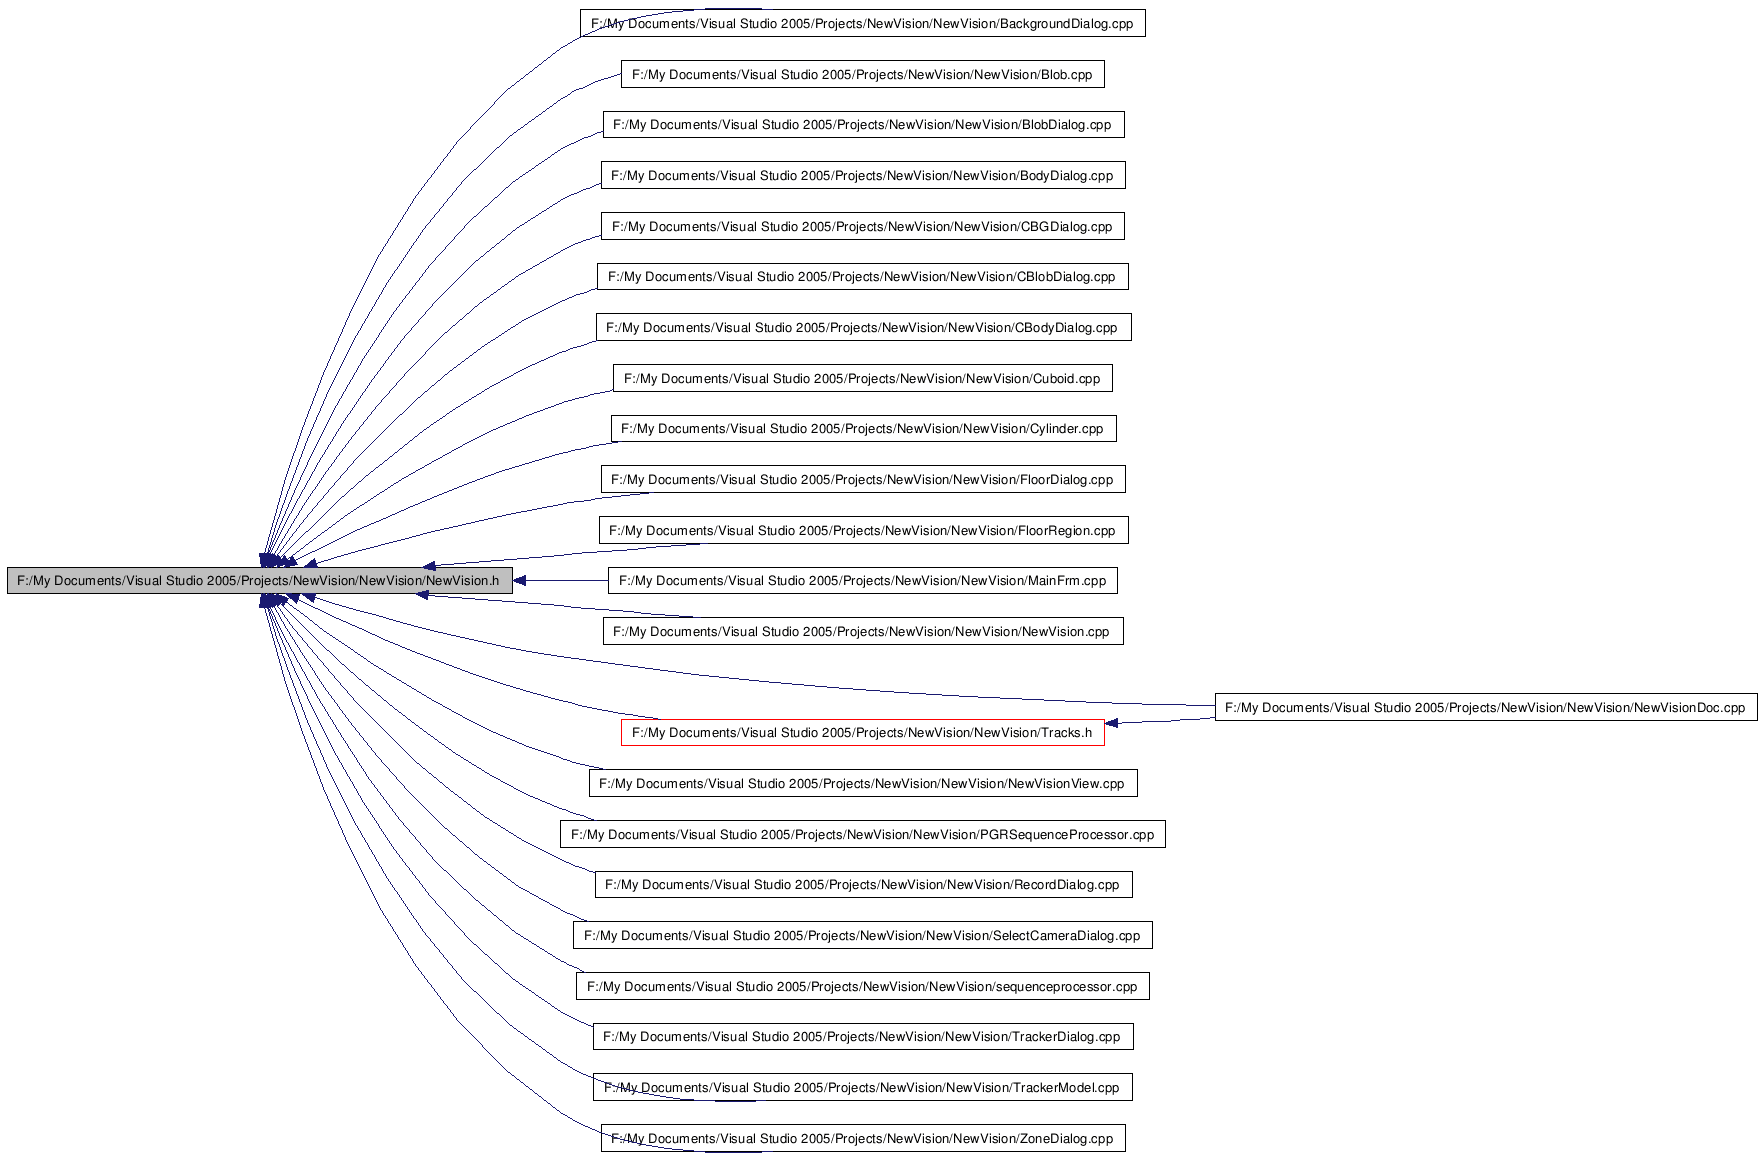 F:/My Documents/Visual Studio 2005/Projects/NewVision/NewVision/BackgroundDialog.cpp
F:/My Documents/Visual Studio 2005/Projects/NewVision/NewVision/Blob.cpp
F:/My Documents/Visual Studio 2005/Projects/NewVision/NewVision/BlobDialog.cpp
F:/My Documents/Visual Studio 2005/Projects/NewVision/NewVision/BodyDialog.cpp
F:/My Documents/Visual Studio 2005/Projects/NewVision/NewVision/CBGDialog.cpp
F:/My Documents/Visual Studio 2005/Projects/NewVision/NewVision/CBlobDialog.cpp
F:/My Documents/Visual Studio 2005/Projects/NewVision/NewVision/CBodyDialog.cpp
F:/My Documents/Visual Studio 2005/Projects/NewVision/NewVision/Cuboid.cpp
F:/My Documents/Visual Studio 2005/Projects/NewVision/NewVision/Cylinder.cpp
F:/My Documents/Visual Studio 2005/Projects/NewVision/NewVision/FloorDialog.cpp
F:/My Documents/Visual Studio 2005/Projects/NewVision/NewVision/FloorRegion.cpp
F:/My Documents/Visual Studio 2005/Projects/NewVision/NewVision/NewVision.h
F:/My Documents/Visual Studio 2005/Projects/NewVision/NewVision/MainFrm.cpp
F:/My Documents/Visual Studio 2005/Projects/NewVision/NewVision/NewVision.cpp
F:/My Documents/Visual Studio 2005/Projects/NewVision/NewVision/NewVisionDoc.cpp
F:/My Documents/Visual Studio 2005/Projects/NewVision/NewVision/Tracks.h
F:/My Documents/Visual Studio 2005/Projects/NewVision/NewVision/NewVisionView.cpp
F:/My Documents/Visual Studio 2005/Projects/NewVision/NewVision/PGRSequenceProcessor.cpp
F:/My Documents/Visual Studio 2005/Projects/NewVision/NewVision/RecordDialog.cpp
F:/My Documents/Visual Studio 2005/Projects/NewVision/NewVision/SelectCameraDialog.cpp
F:/My Documents/Visual Studio 2005/Projects/NewVision/NewVision/sequenceprocessor.cpp
F:/My Documents/Visual Studio 2005/Projects/NewVision/NewVision/TrackerDialog.cpp
F:/My Documents/Visual Studio 2005/Projects/NewVision/NewVision/TrackerModel.cpp
F:/My Documents/Visual Studio 2005/Projects/NewVision/NewVision/ZoneDialog.cpp